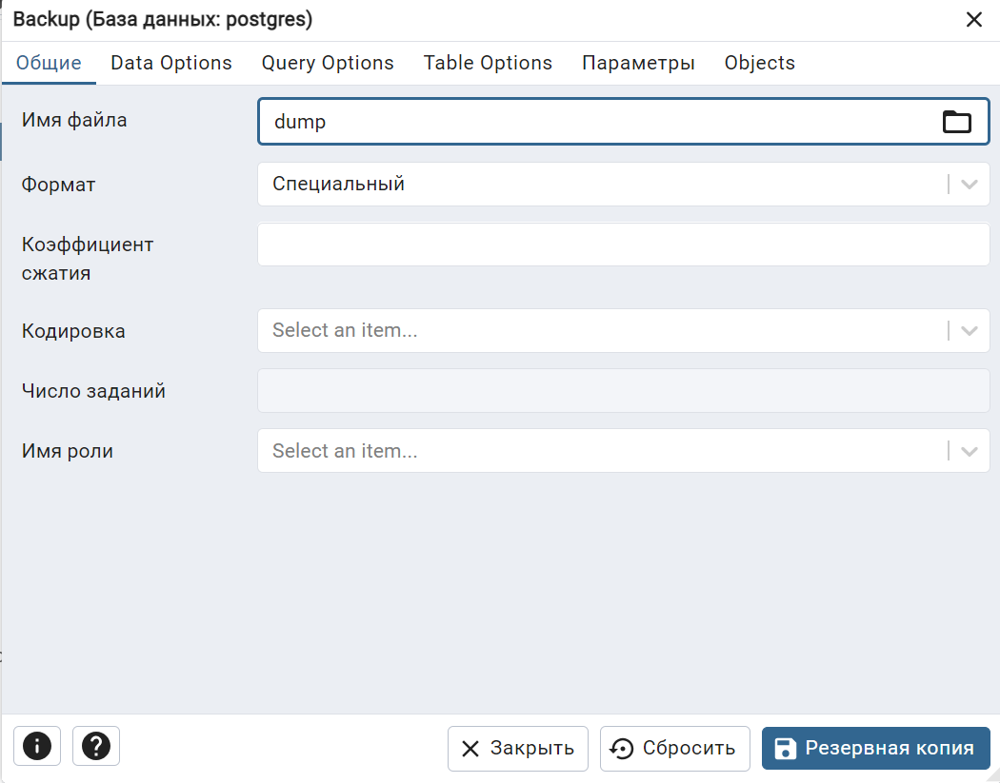 Backup (База данных: postgres)
Общие Data Options Query Options Table Options Параметры Objects
Имя файла dump
Формат Специальный
Коэффициент
сжатия
Кодировка Select an item...
Число заданий
Имя роли Select an item...
Закрыть Сбросить Резервная копия